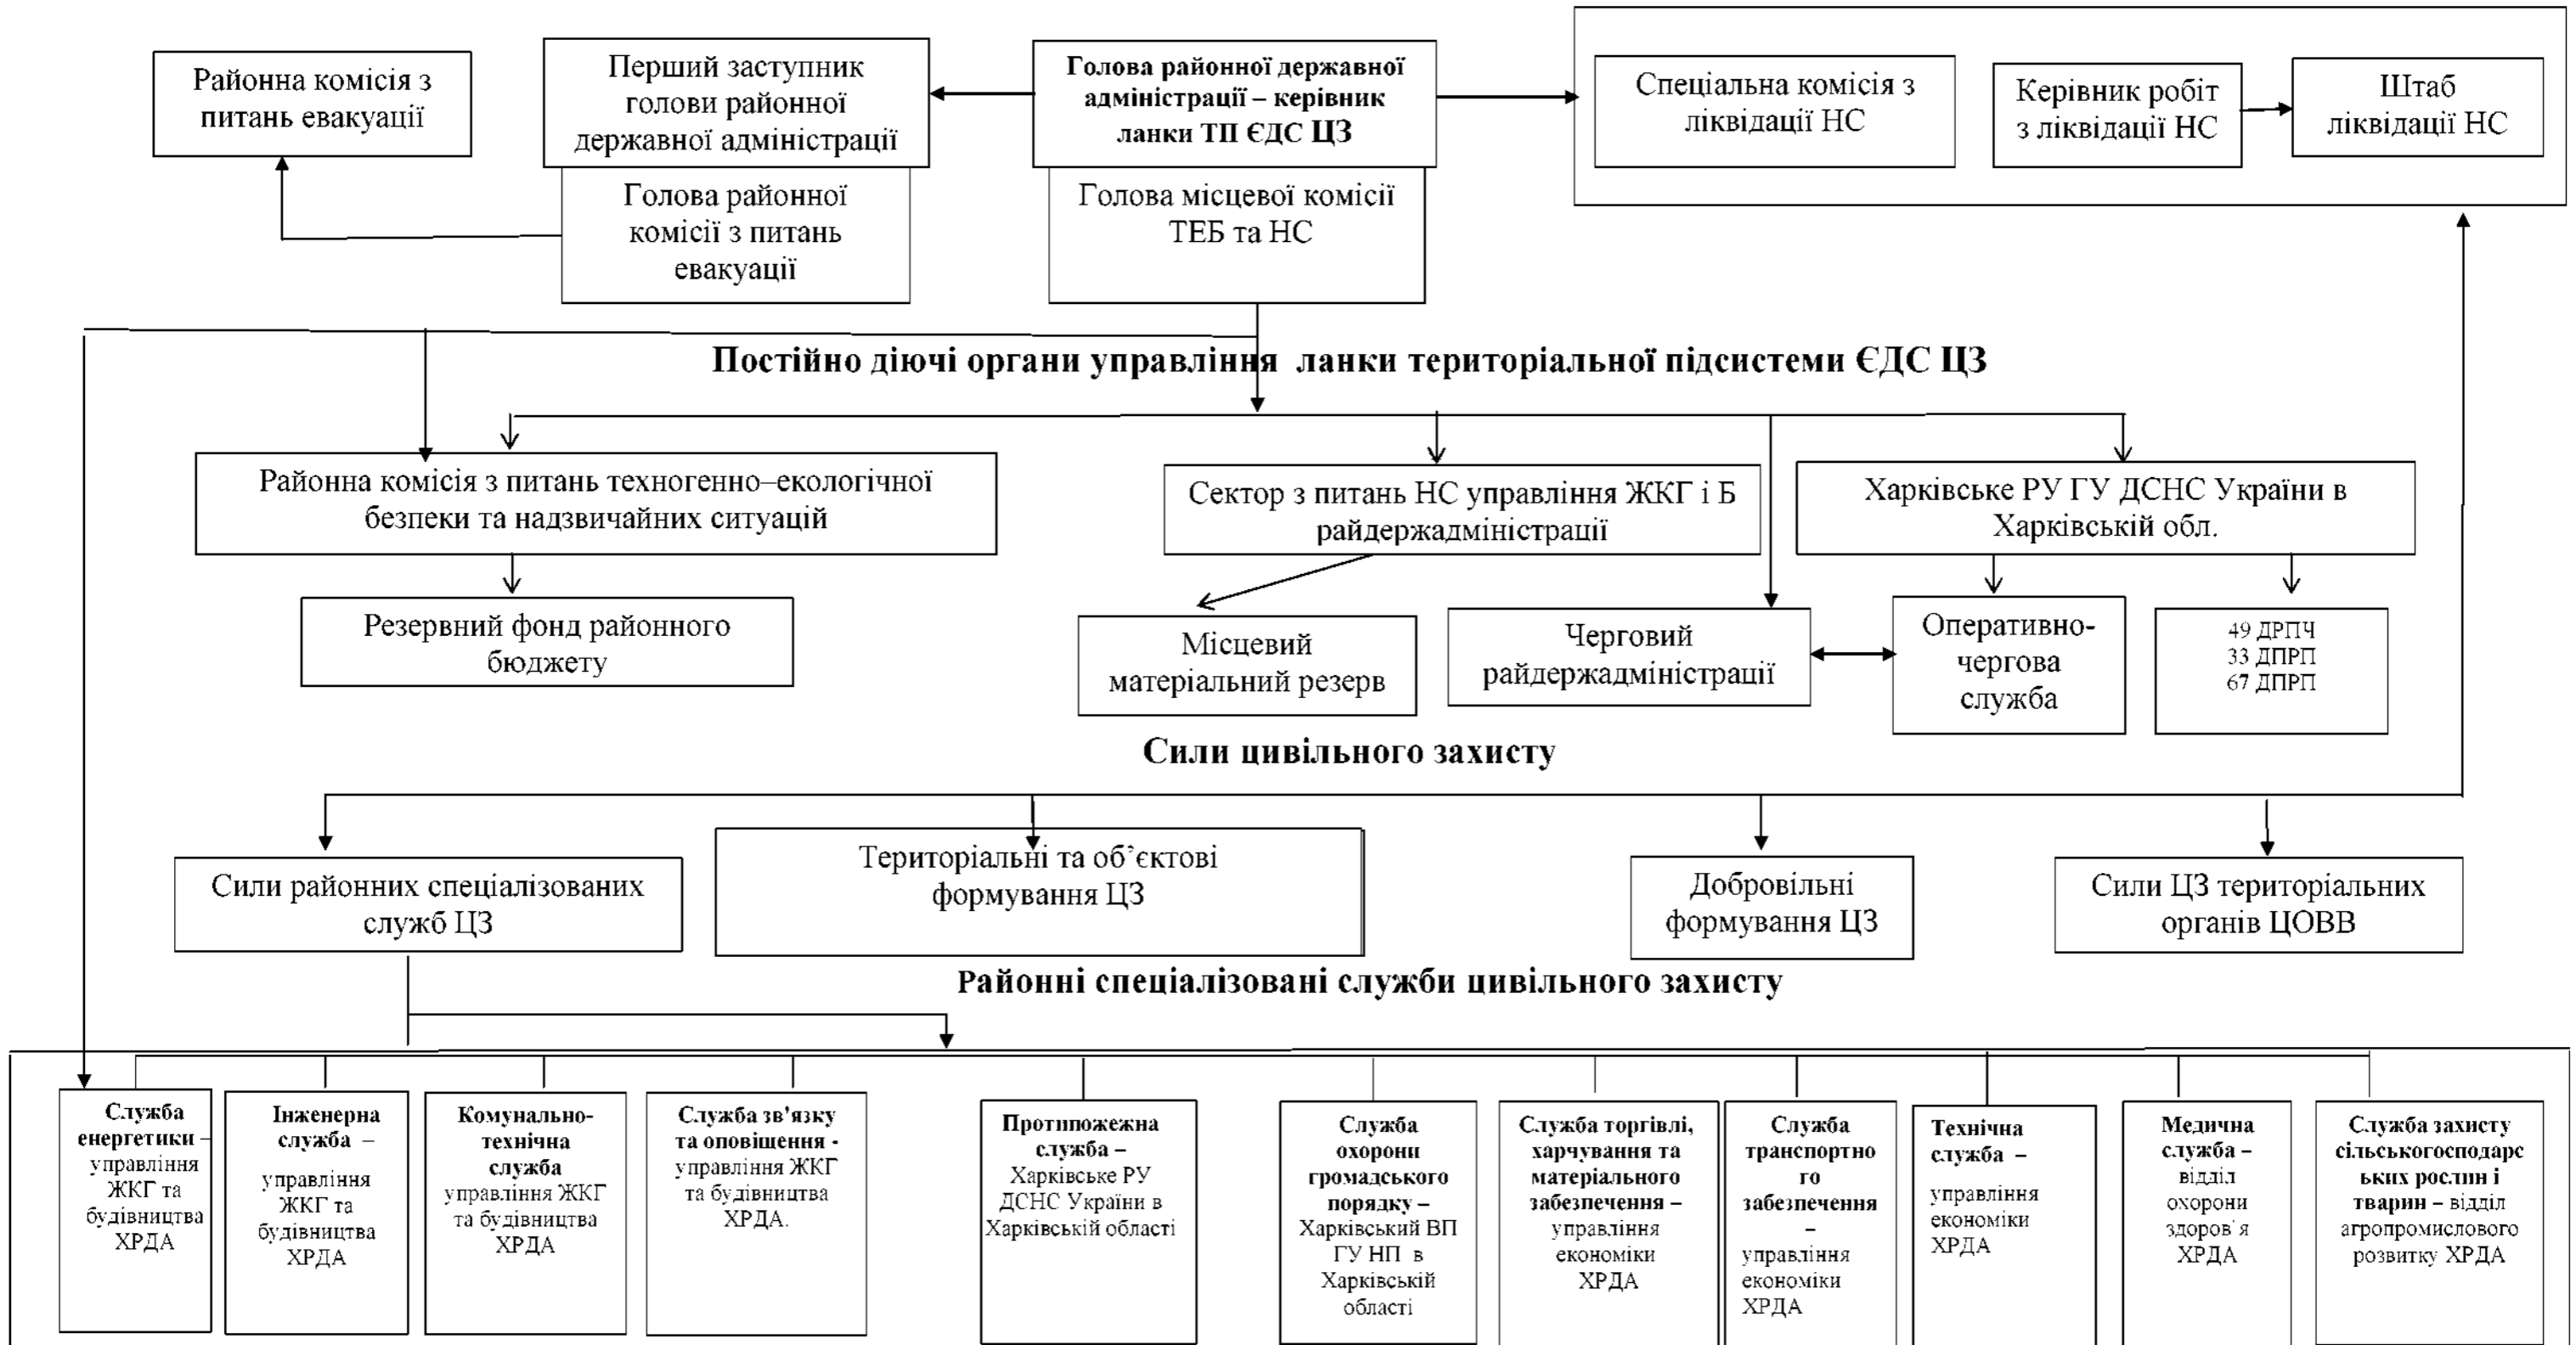 Районна комісія з
питань евакуації
Перший заступник
голови районної
державної адміністрації
Голова районної
комісії з питань
евакуації
Голова районної державної
адміністрації – керівник
ланки ТП ЄДС ЦЗ
Голова місцевої комісії
ТЕБ та НС
Спеціальна комісія з
ліквідації НС
Керівник робіт
з ліквідації НС
Штаб
ліквідації НС
Постійно діючі органи управління ланки територіальної підсистеми ЄДС ЦЗ
Районна комісія з питань техногенно–екологічної
безпеки та надзвичайних ситуацій
Сектор з питань НС управління ЖКГ і Б
райдержадміністрації
Харківське РУ ГУ ДСНС України в
Харківській обл.
Резервний фонд районного
бюджету
Місцевий
матеріальний резерв
Черговий
райдержадміністрації
Оперативно-
чергова
служба
49 ДРПЧ
33 ДПРП
67 ДПРП
Сили цивільного захисту
Сили районних спеціалізованих
служб ЦЗ
Територіальні та об’єктові
формування ЦЗ
Добровільні
формування ЦЗ
Сили ЦЗ територіальних
органів ЦОВВ
Районні спеціалізовані служби цивільного захисту
Служба
енергетики –
управління
ЖКГ та
будівництва
ХРДА
Інженерна
служба –
управління
ЖКГ та
будівництва
ХРДА
Комунально-
технічна
служба
управління ЖКГ
та будівництва
ХРДА
Служба зв'язку
та оповіщення -
управління ЖКГ
та будівництва
ХРДА.
Протипожежна
служба –
Харківське РУ
ДСНС України в
Харківській області
Служба
охорони
громадського
порядку –
Харківський ВП
ГУ НП в
Харківській
області
Служба торгівлі,
харчування та
матеріального
забезпечення –
управління
економіки
ХРДА
Служба
транспортно
го
забезпечення
–
управління
економіки
ХРДА
Технічна
служба –
управління
економіки
ХРДА
Медична
служба –
відділ
охорони
здоров'я
ХРДА
Служба захисту
сільськогосподарс
ьких рослин і
тварин – відділ
агропромислового
розвитку ХРДА